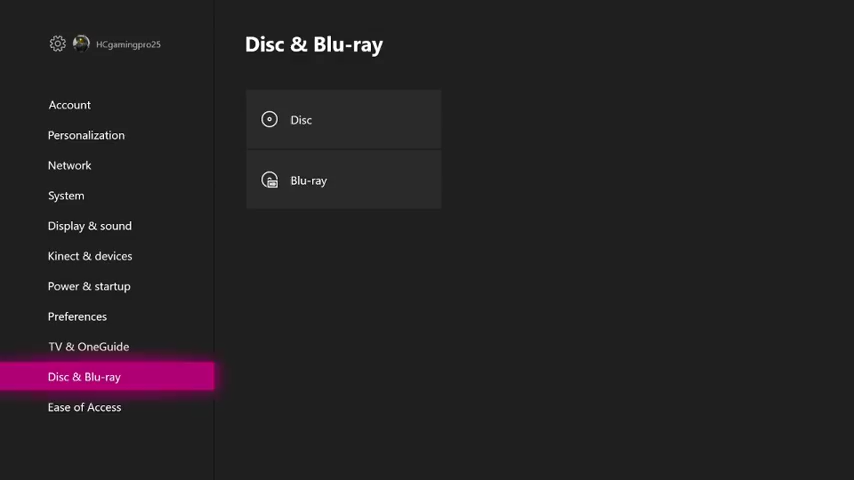 HCgamingpro25
Disc & Blu-ray
Account
Personalization
Network
System
Display & sound
Kinect & devices
Power & startup
Preferences
TV & OneGuide
Disc & Blu-ray
Ease of Access
Disc
Blu-ray